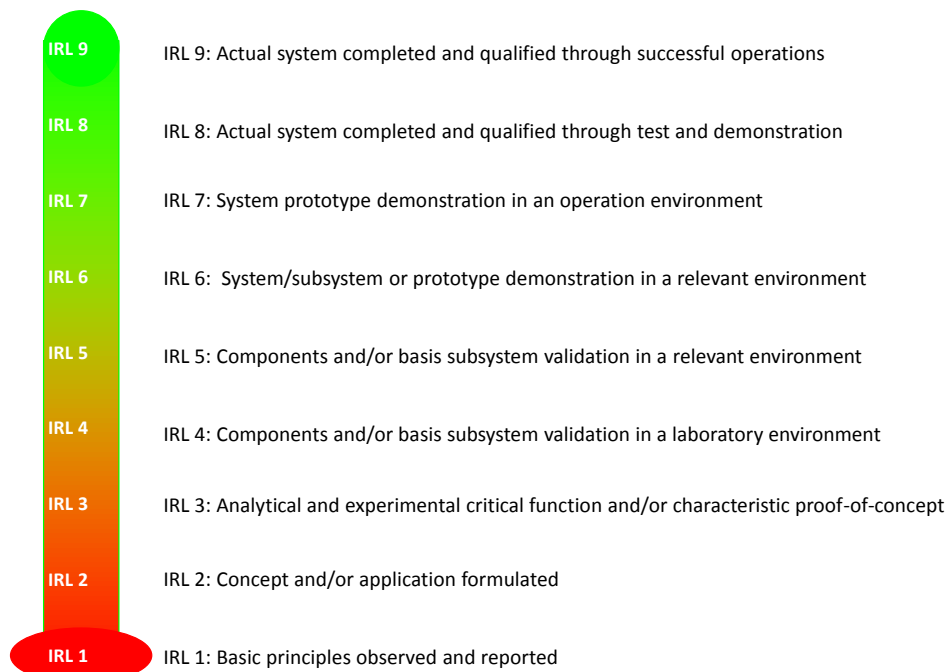 IRL 9
IRL 9: Actual system completed and qualified through successful operations
IRL 8
IRL 8: Actual system completed and qualified through test and demonstration
IRL 7
IRL 7: System prototype demonstration in an operation environment
IRL 6
IRL 6:  System/subsystem or prototype demonstration in a relevant environment
IRL 5
IRL 5: Components and/or basis subsystem validation in a relevant environment
IRL 4
IRL 4: Components and/or basis subsystem validation in a laboratory environment
IRL 3
IRL 3: Analytical and experimental critical function and/or characteristic proof-of-concept
IRL 2
IRL 2: Concept and/or application formulated
IRL 1
IRL 1: Basic principles observed and reported